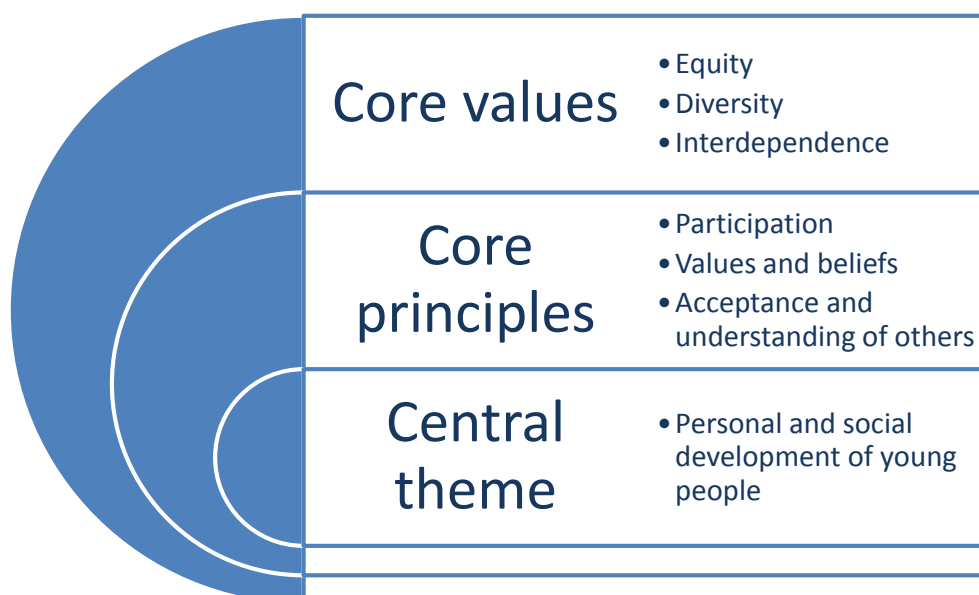 Core values
• Equity
• Diversity
• Interdependence
Core
principles
• Participation
• Values and beliefs
• Acceptance and
understanding of others
Central
theme
• Personal and social
development of young
people